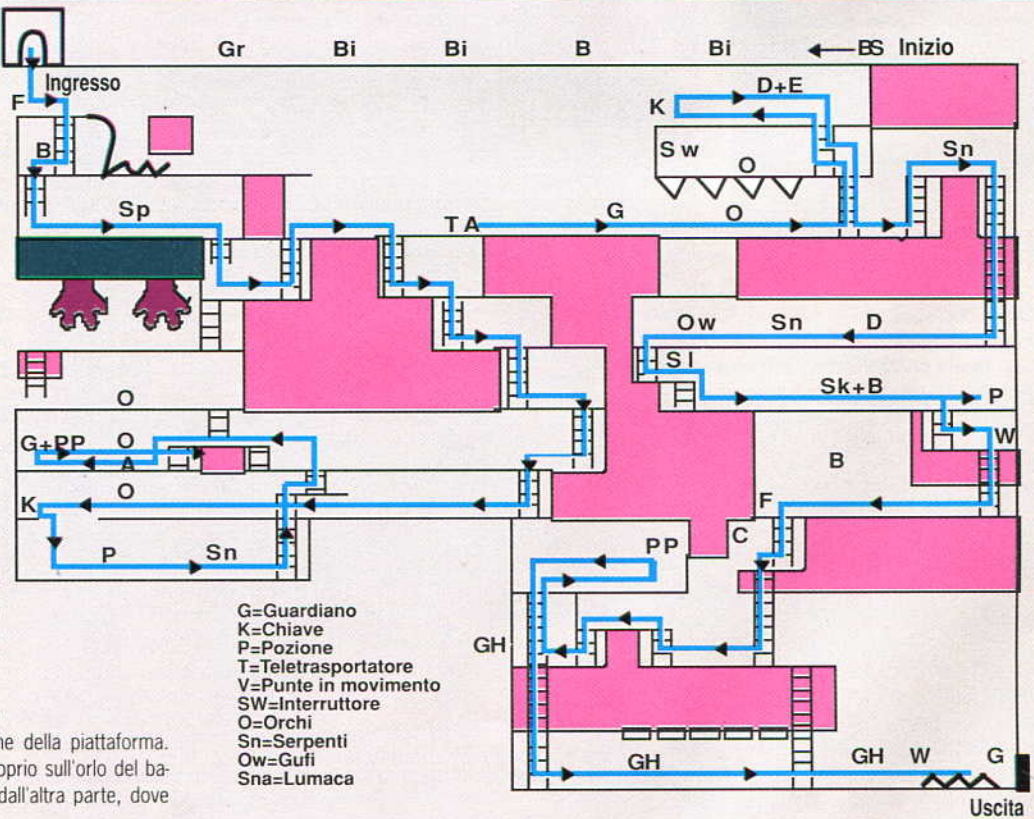 Gr Bi Bi B Bi ←BS Inizio
Ingresso
F
D+E
K
B
Sw
O
Sn
Sp
TA G O
Ow Sn D
Sl
Sk+B P
O
G+PP O
A
W
B
K O
F
C
P Sn
PP
G=Guardiano
K=Chiave
P=Pozione
T=Teletrasportatore
V=Punte in movimento
SW=Interruttore
O=Orchi
Sn=Serpenti
Ow=Gufi
Sna=Lumaca
GH
GH GH W G
Uscita
ne della piattaforma.
oprio sull'orlo del ba-
dall'altra parte, dove